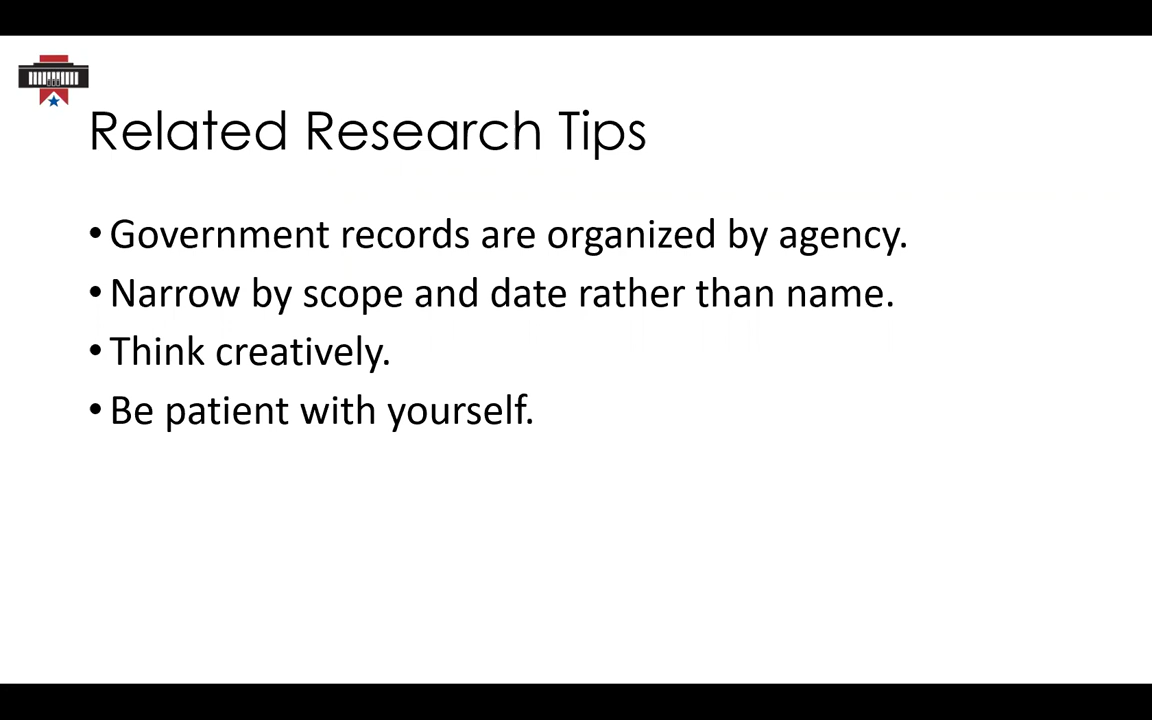 Related Research Tips
• Government records are organized by agency.
• Narrow by scope and date rather than name.
• Think creatively.
• Be patient with yourself.